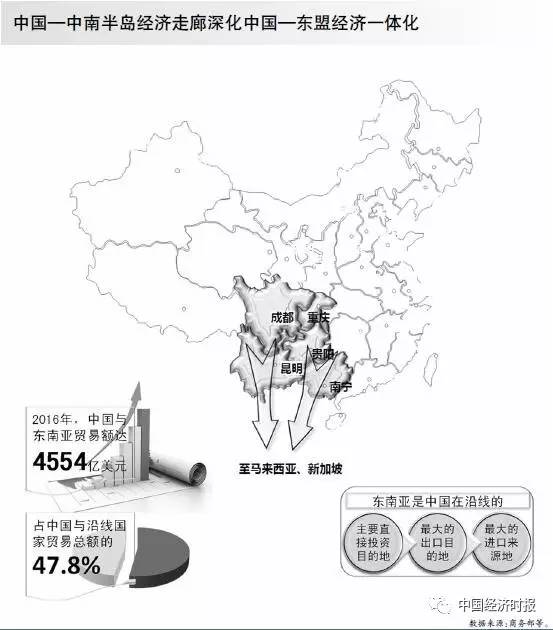 中国—中南半岛经济走廊深化中国—东盟经济一体化
成都
重庆
贵阳
昆明
南宁
至马来西亚、新加坡
2016年，中国与
东南亚贸易额达
4554亿美元
占中国与沿线国
家贸易总额的
47.8%
东南亚是中国在沿线的
主要直
接投资
目的地
最大的
出口目
的地
最大的
进口来
源地
中国经济时报
数据来源:商务部等。